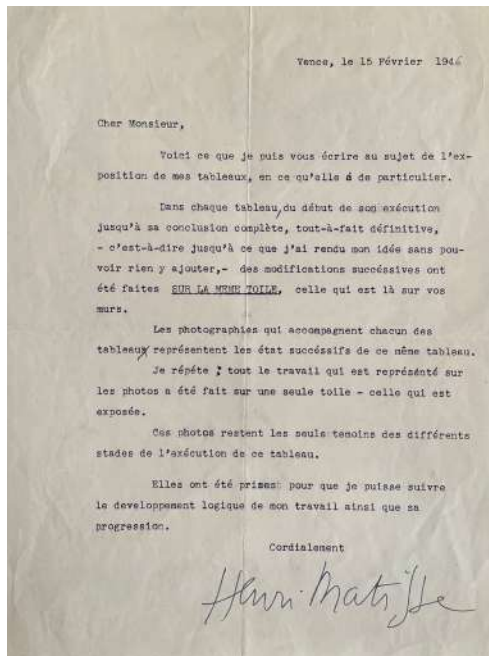 Vence, le 15 Février 1946
Cher Monsieur,
Voici ce que je puis vous écrire au sujet de l'ex-
position de mes tableaux, en ce qu'elle á de particulier.
Dans chaque tableau, du début de son exécution
jusqu'à sa conclusion complète, tout-à-fait définitive,
- c'est-à-dire jusqu'à ce que j'ai rendu mon idée sans pou-
voir rien y ajouter,- des modifications succéssives ont
été faites SUR LA MEME TOILE, celle qui est là sur vos
murs.
Les photographies qui accompagnent chacun des
tableaux représentent les état succéssifs de ce même tableau.
Je répéte : tout le travail qui est représénté sur
les photos a été fait sur une seule toile - celle qui est
exposée.
Ces photos restent les seuls temoins des différents
stades de l'exécution de ce tableau.
Elles ont été prises pour que je puisse suivre
le developpement logique de mon travail ainsi que sa
progression.
Cordialement
Henri Matisse